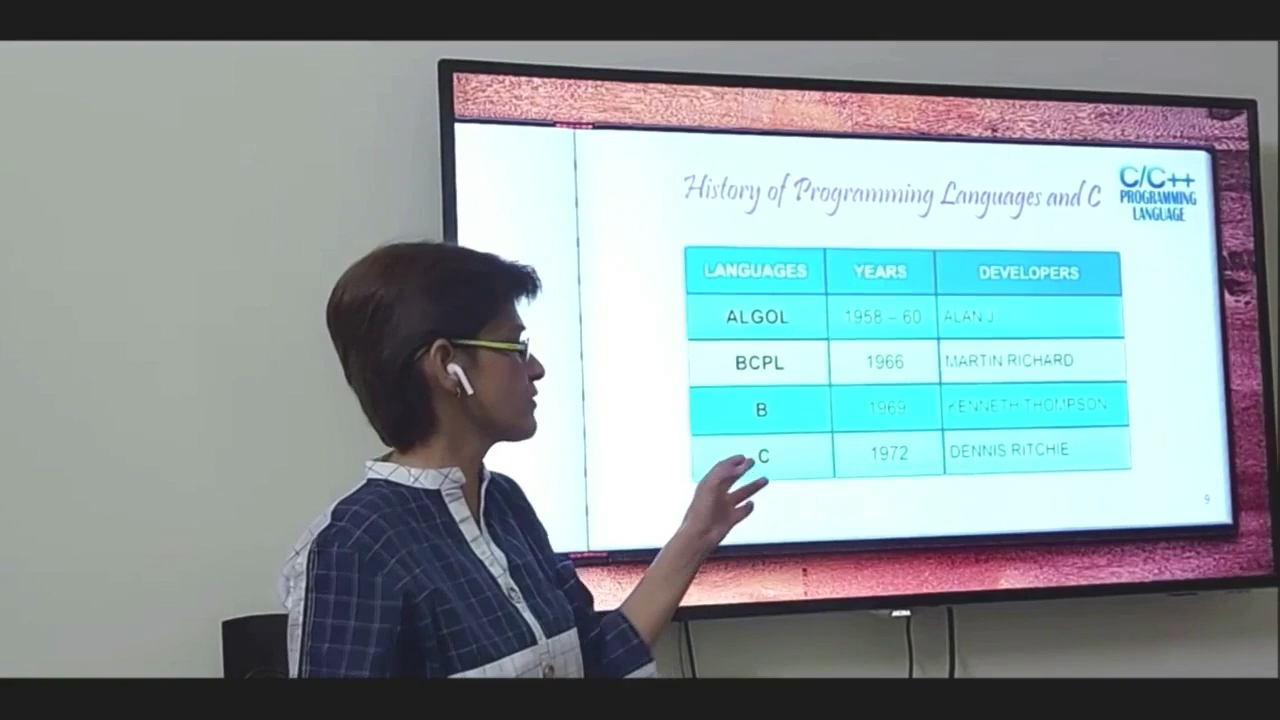 History of Programming Languages and C
C/C++
PROGRAMMING
LANGUAGE
LANGUAGES YEARS DEVELOPERS
ALGOL 1958 – 60 ALAN J
BCPL 1966 MARTIN RICHARD
B 1969 KENNETH THOMPSON
C 1972 DENNIS RITCHIE
9